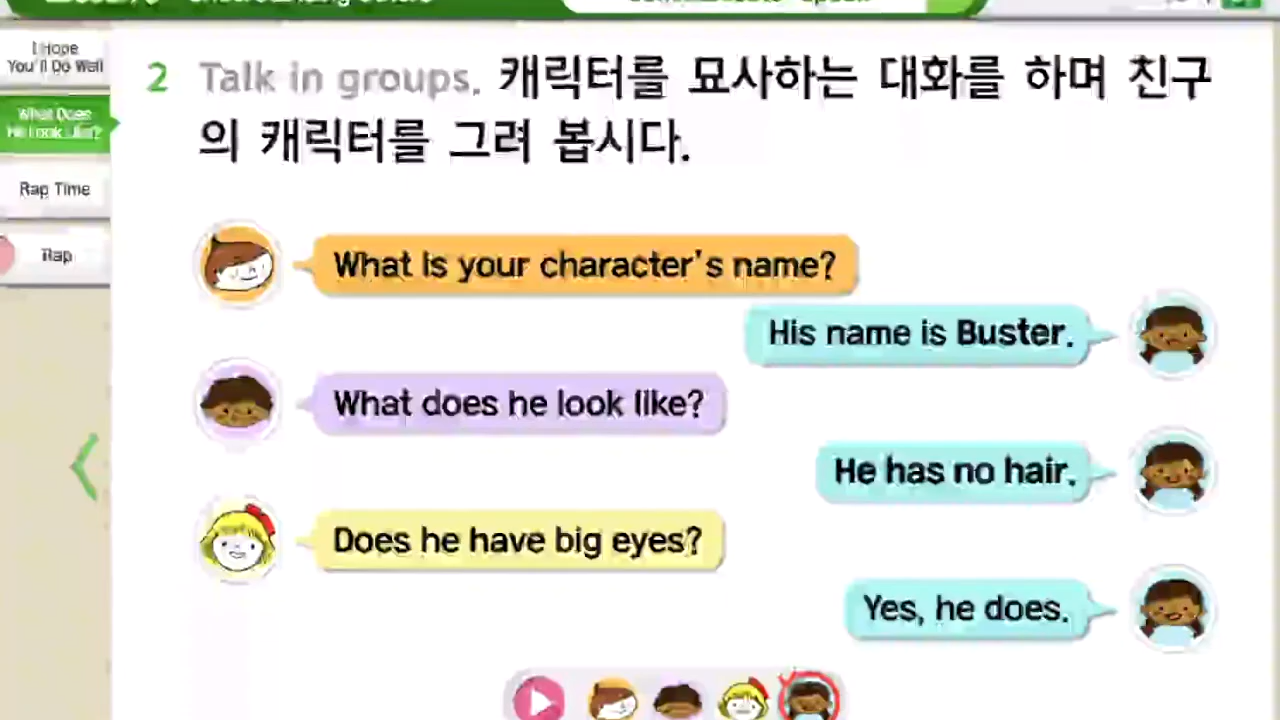 I Hope
You'll Do Well
What Does
He Look Like?
Rap Time
Rap
2 Talk in groups. 캐릭터를 묘사하는 대화를 하며 친구
의 캐릭터를 그려 봅시다.
What is your character's name?
His name is Buster.
What does he look like?
He has no hair.
Does he have big eyes?
Yes, he does.